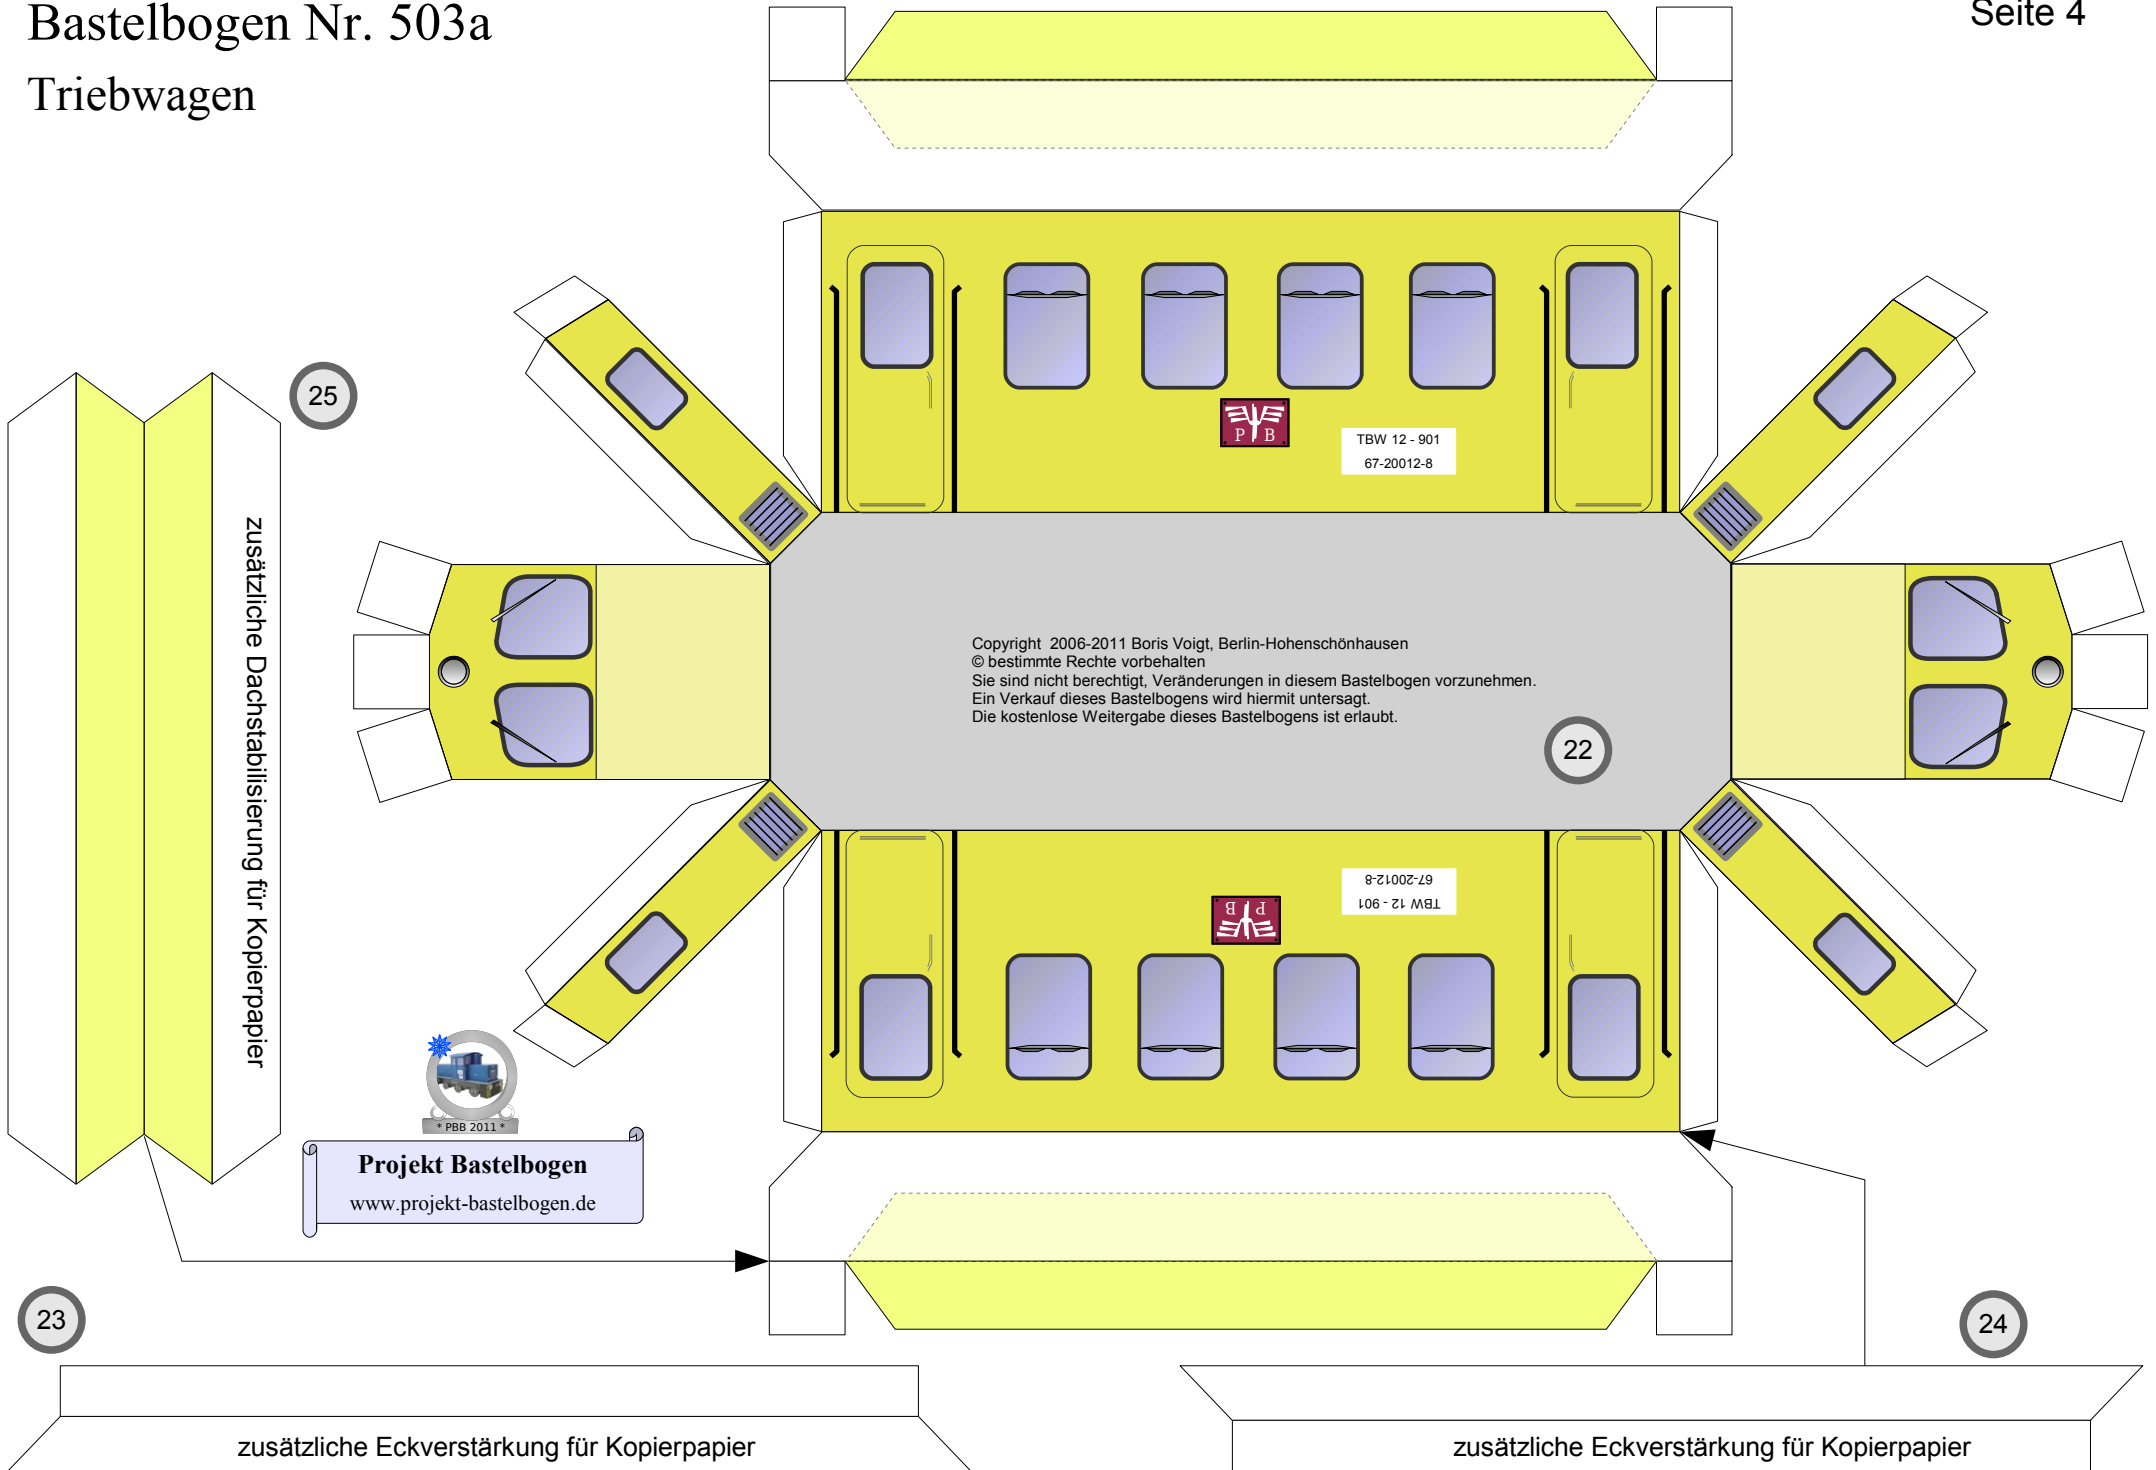 Bastelbogen Nr. 503a
Seite 4
Triebwagen
25
P B
TBW 12 - 901
67-20012-8
zusätzliche Dachstabilisierung für Kopierpapier
Copyright  2006-2011 Boris Voigt, Berlin-Hohenschönhausen
© bestimmte Rechte vorbehalten
Sie sind nicht berechtigt, Veränderungen in diesem Bastelbogen vorzunehmen.
Ein Verkauf dieses Bastelbogens wird hiermit untersagt.
Die kostenlose Weitergabe dieses Bastelbogens ist erlaubt.
22
TBW 12 - 901
67-20012-8
P B
* PBB 2011 *
Projekt Bastelbogen
www.projekt-bastelbogen.de
23
24
zusätzliche Eckverstärkung für Kopierpapier
zusätzliche Eckverstärkung für Kopierpapier